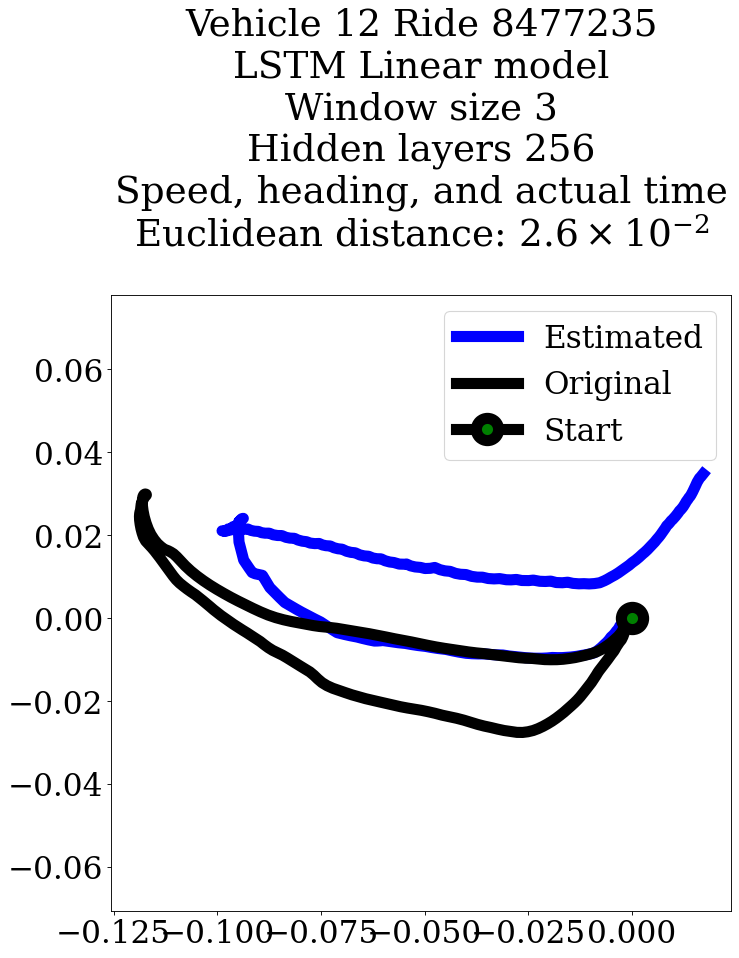 Vehicle 12 Ride 8477235
LSTM Linear model
Window size 3
Hidden layers 256
Speed, heading, and actual time
Euclidean distance: 2.6 × 10⁻²
Estimated
Original
Start
0.06
0.04
0.02
0.00
−0.02
−0.04
−0.06
−0.125 −0.100 −0.075 −0.050 −0.025 0.000